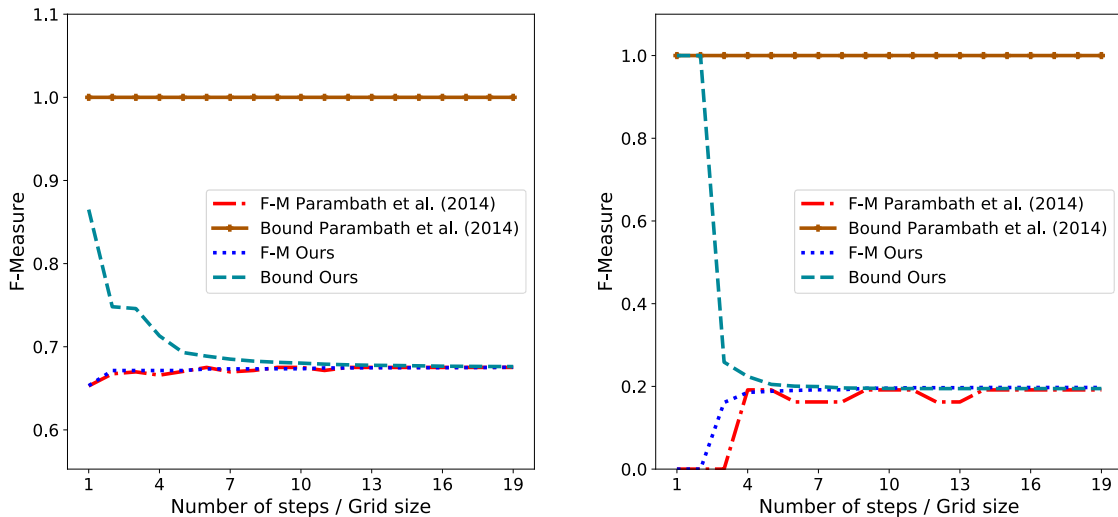 1.1
1.0
0.9
0.8
0.7
0.6
F-Measure
F-M Parambath et al. (2014)
Bound Parambath et al. (2014)
F-M Ours
Bound Ours
1 4 7 10 13 16 19
Number of steps / Grid size
1.0
0.8
0.6
0.4
0.2
0.0
F-Measure
F-M Parambath et al. (2014)
Bound Parambath et al. (2014)
F-M Ours
Bound Ours
1 4 7 10 13 16 19
Number of steps / Grid size